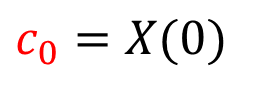 c₀ = X(0)